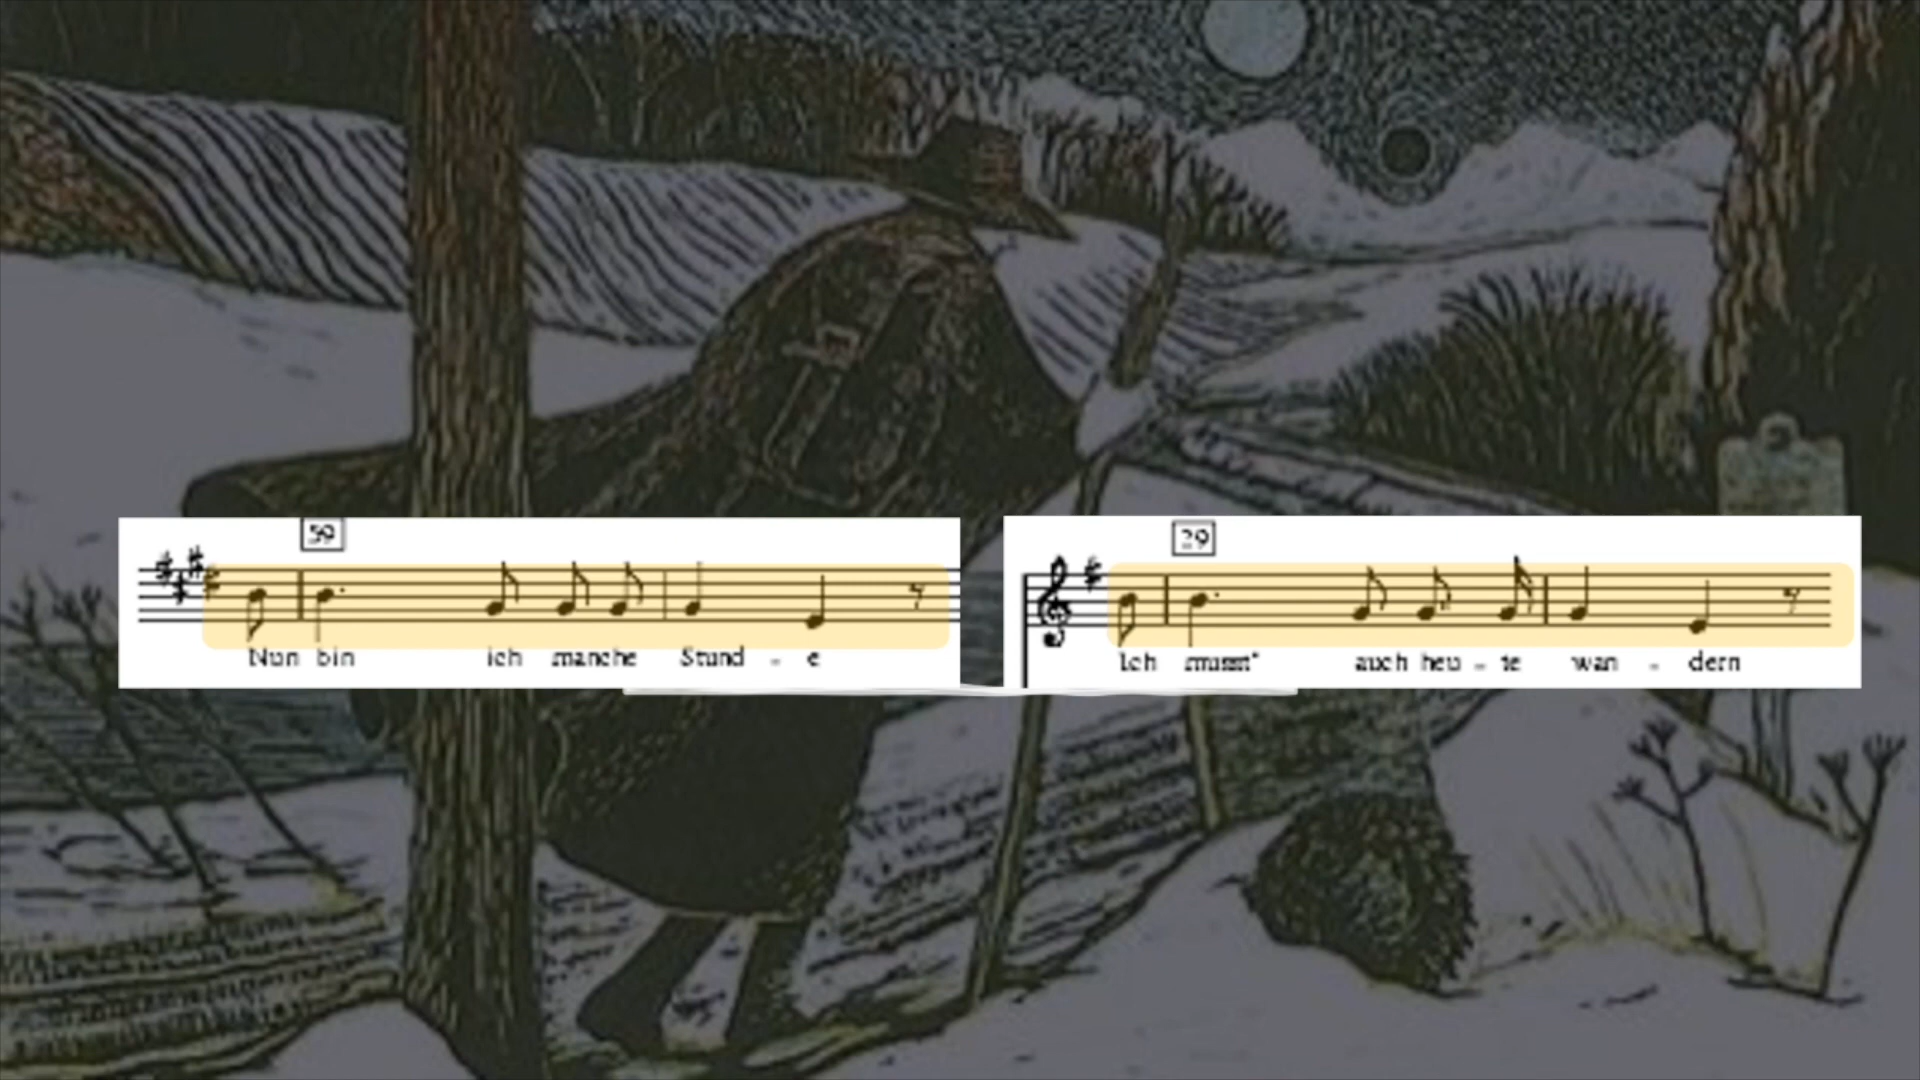 59
Nun bin ich manche Stund - e
29
Ich musst' auch heu - te wan - dern